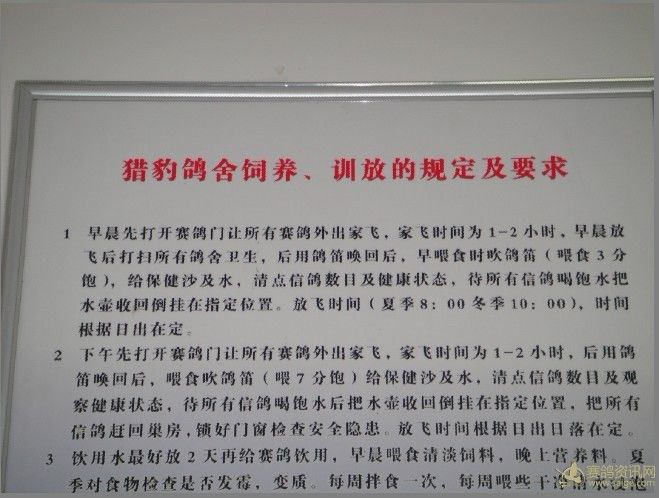 猎豹鸽舍饲养、训放的规定及要求
1 早晨先打开赛鸽门让所有赛鸽外出家飞，家飞时间为1-2小时，早晨放
飞后打扫所有鸽舍卫生，后用鸽笛唤回后，早喂食时吹鸽笛（喂食3分
饱），给保健沙及水，清点信鸽数目及健康状态，待所有信鸽喝饱水把
水壶收回倒挂在指定位置。放飞时间（夏季8：00冬季10：00），时间
根据日出在定。
2 下午先打开赛鸽门让所有赛鸽外出家飞，家飞时间为1-2小时，后用鸽
笛唤回后，喂食吹鸽笛（喂7分饱）给保健沙及水，清点信鸽数目及观
察健康状态，待所有信鸽喝饱水后把水壶收回倒挂在指定位置，把所有
信鸽赶回巢房，锁好门窗检查安全隐患。放飞时间根据日出日落在定。
3 饮用水最好放2天再给赛鸽饮用，早晨喂食清淡饲料，晚上营养料。夏
季对食物检查是否发霉，变质。每周拌食一次，每周喂些干
赛鸽资讯网
www.saige.com